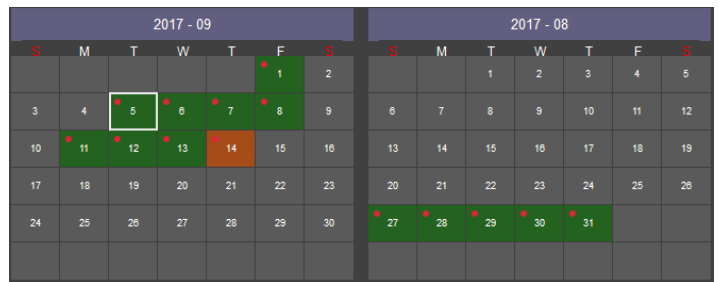 2017 - 09
S M T W T F S
1 2
3 4 5 6 7 8 9
10 11 12 13 14 15 16
17 18 19 20 21 22 23
24 25 26 27 28 29 30
2017 - 08
S M T W T F S
1 2 3 4 5
6 7 8 9 10 11 12
13 14 15 16 17 18 19
20 21 22 23 24 25 26
27 28 29 30 31